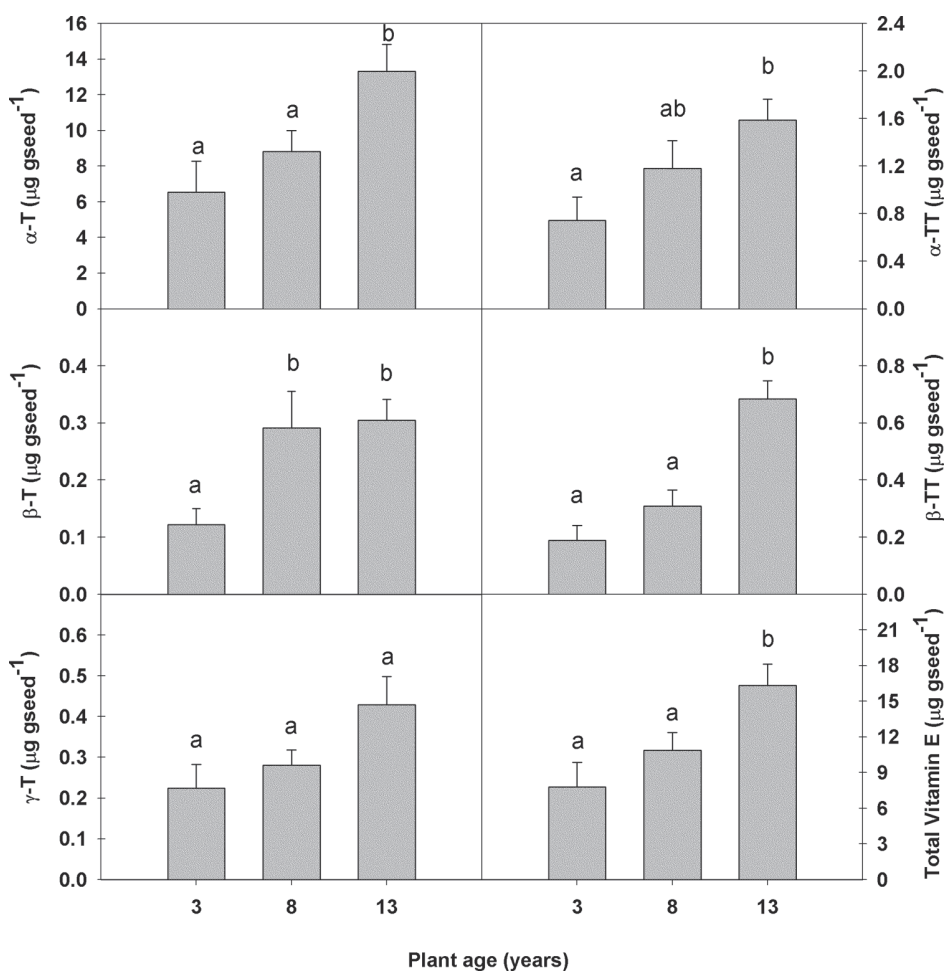 16
14
12
10
8
6
4
2
0
α-T (μg gseed⁻¹)
a
a
b
2.4
2.0
1.6
1.2
0.8
0.4
0.0
α-TT (μg gseed⁻¹)
a
ab
b
0.4
0.3
0.2
0.1
0.0
β-T (μg gseed⁻¹)
a
b
b
0.8
0.6
0.4
0.2
0.0
β-TT (μg gseed⁻¹)
a
a
b
0.6
0.5
0.4
0.3
0.2
0.1
0.0
γ-T (μg gseed⁻¹)
a
a
a
21
18
15
12
9
6
3
0
Total Vitamin E (μg gseed⁻¹)
a
a
b
3 8 13
3 8 13
Plant age (years)